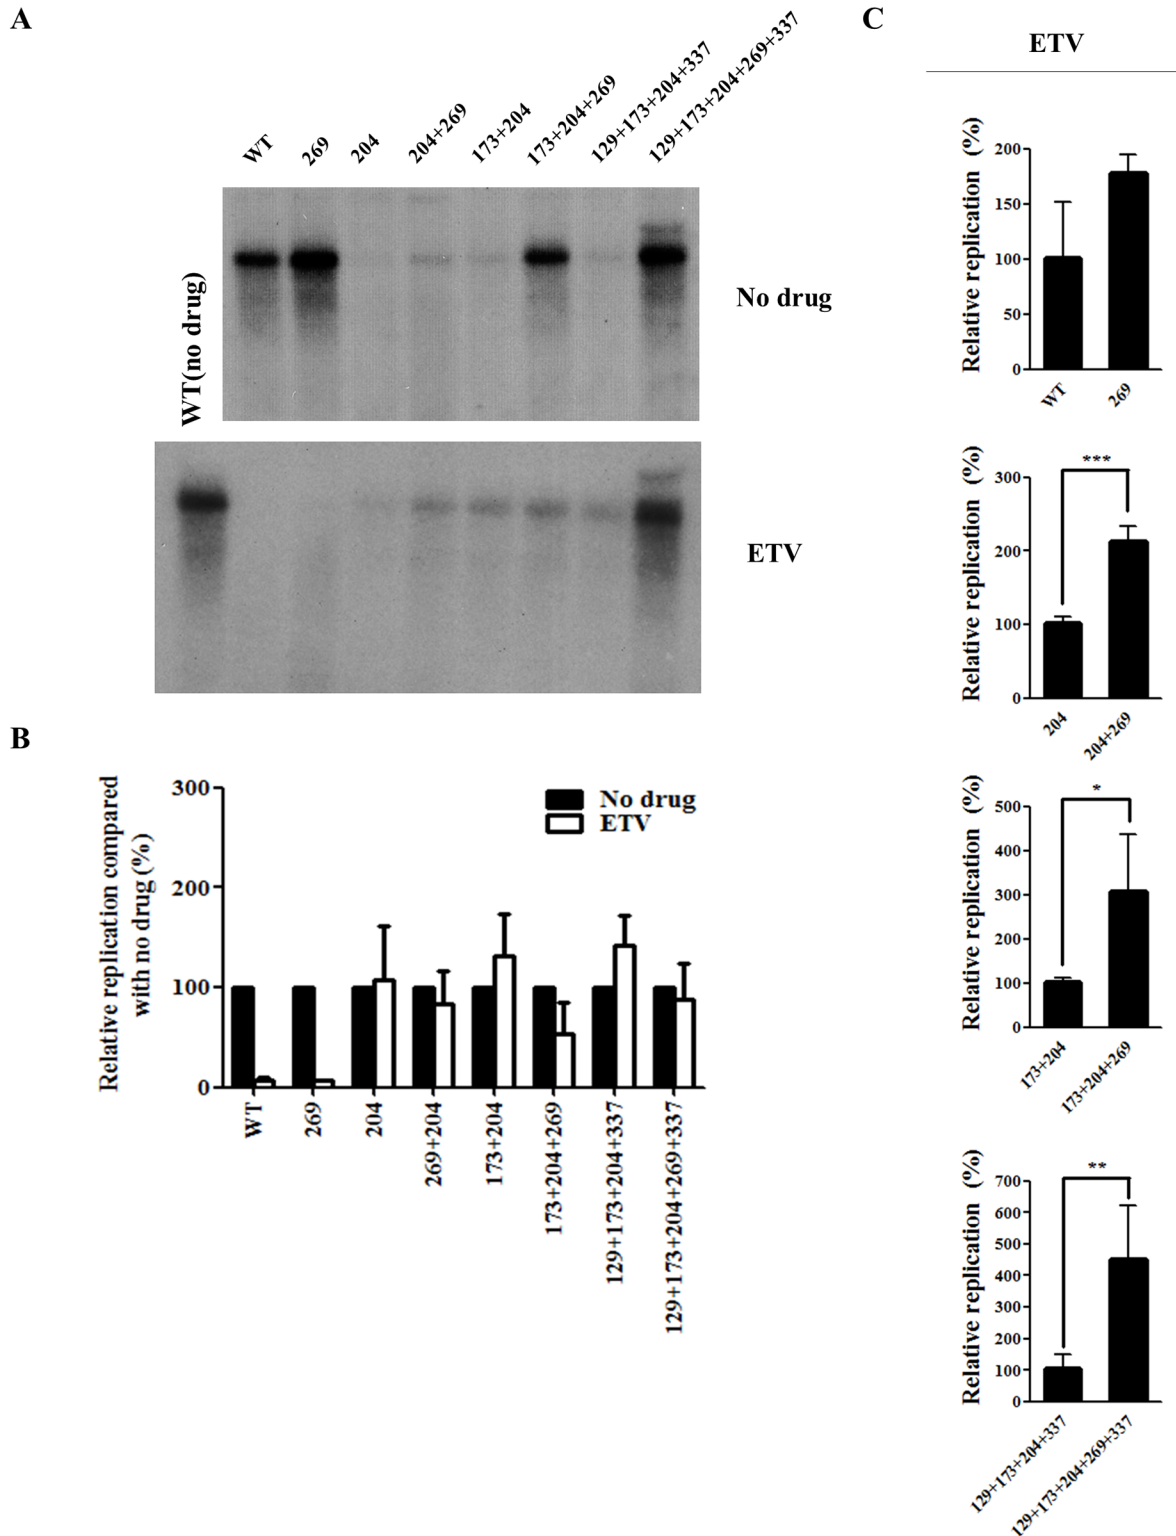 A
WT
269
204
204+269
173+204
173+204+269
129+173+204+337
129+173+204+269+337
WT(no drug)
No drug
ETV
B
Relative replication compared
with no drug (%)
300
200
100
0
No drug
ETV
WT
269
204
269+204
173+204
173+204+269
129+173+204+337
129+173+204+269+337
C
ETV
Relative replication (%)
200
150
100
50
0
WT
269
Relative replication (%)
300
200
100
0
***
204
204+269
Relative replication (%)
500
400
300
200
100
0
*
173+204
173+204+269
Relative replication (%)
700
600
500
400
300
200
100
0
**
129+173+204+337
129+173+204+269+337